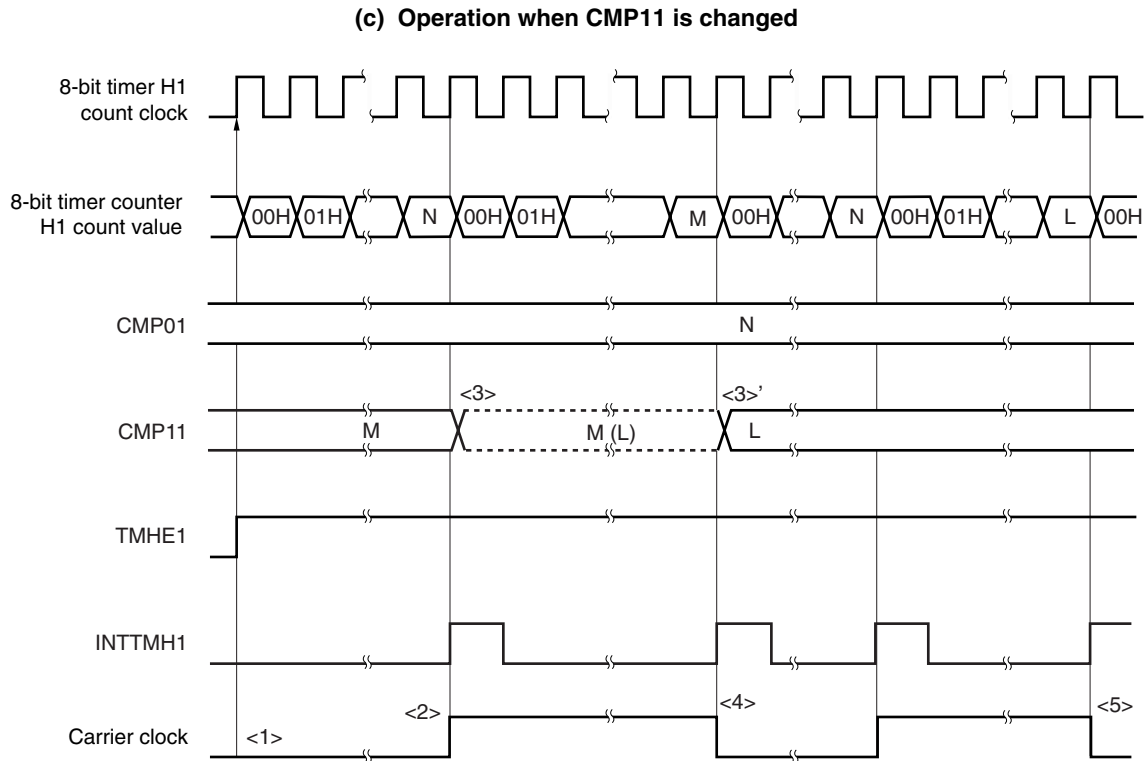 (c) Operation when CMP11 is changed
8-bit timer H1
count clock
8-bit timer counter
H1 count value
00H 01H N 00H 01H M 00H N 00H 01H L 00H
CMP01
N
<3> <3>’
CMP11
M M (L) L
TMHE1
INTTMH1
<2> <4> <5>
Carrier clock
<1>